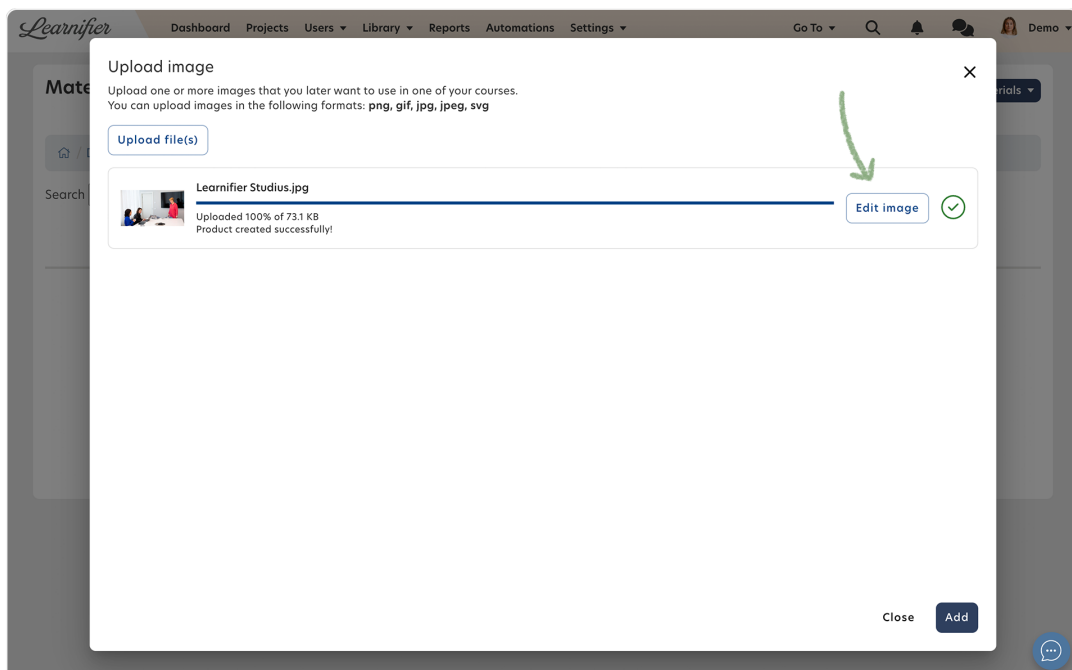 Learnifier
Dashboard Projects Users Library Reports Automations Settings Go To Demo
Upload image
Upload one or more images that you later want to use in one of your courses.
You can upload images in the following formats: png, gif, jpg, jpeg, svg
Mate
rials
Upload file(s)
/
Search
Learnifier Studius.jpg
Edit image
Uploaded 100% of 73.1 KB
Product created successfully!
Close Add